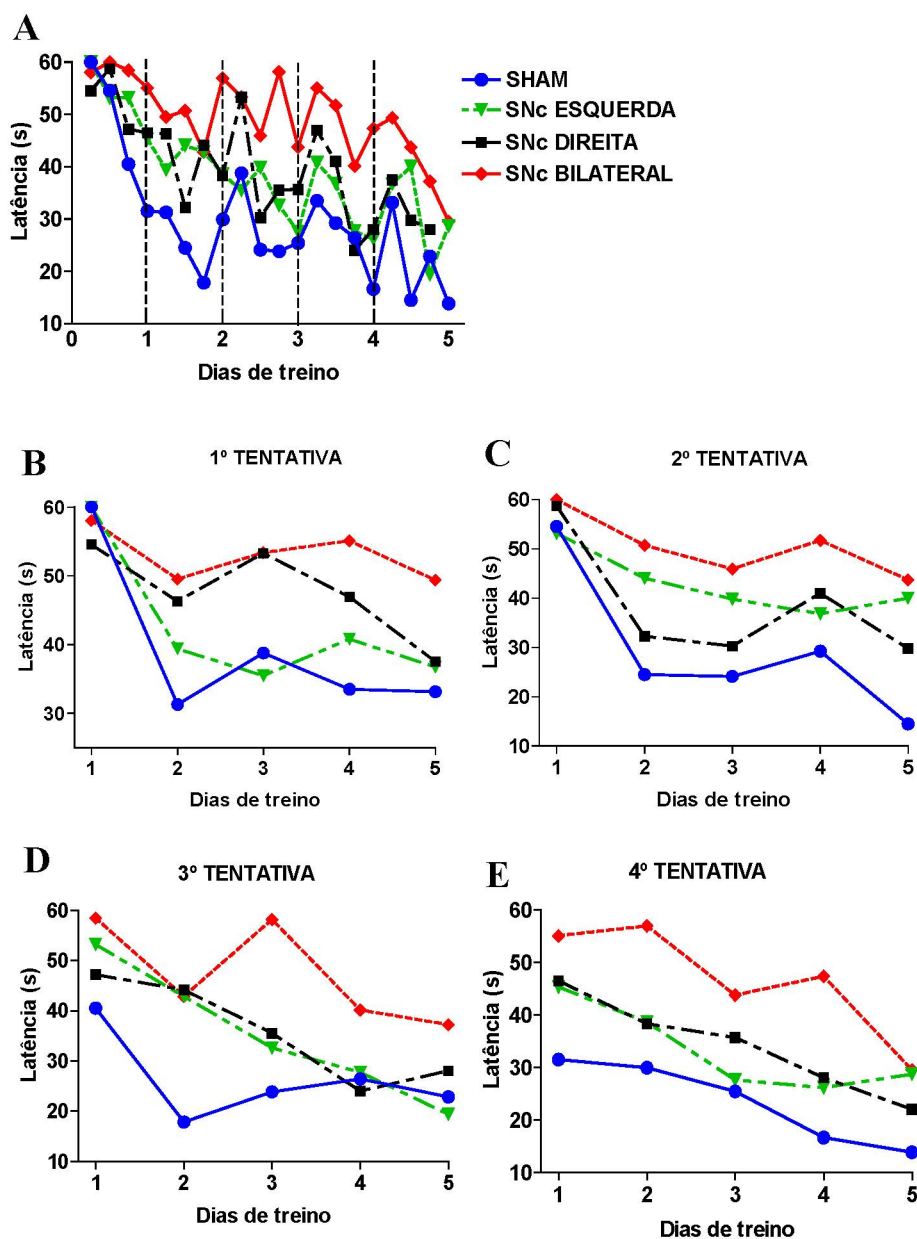 A
Latência (s)
60
50
40
30
20
10
0
1
2
3
4
5
Dias de treino
SHAM
SNc ESQUERDA
SNc DIREITA
SNc BILATERAL
B
1º TENTATIVA
Latência (s)
60
50
40
30
1
2
3
4
5
Dias de treino
C
2º TENTATIVA
Latência (s)
60
50
40
30
20
10
1
2
3
4
5
Dias de treino
D
3º TENTATIVA
Latência (s)
60
50
40
30
20
10
1
2
3
4
5
Dias de treino
E
4º TENTATIVA
Latência (s)
60
50
40
30
20
10
1
2
3
4
5
Dias de treino